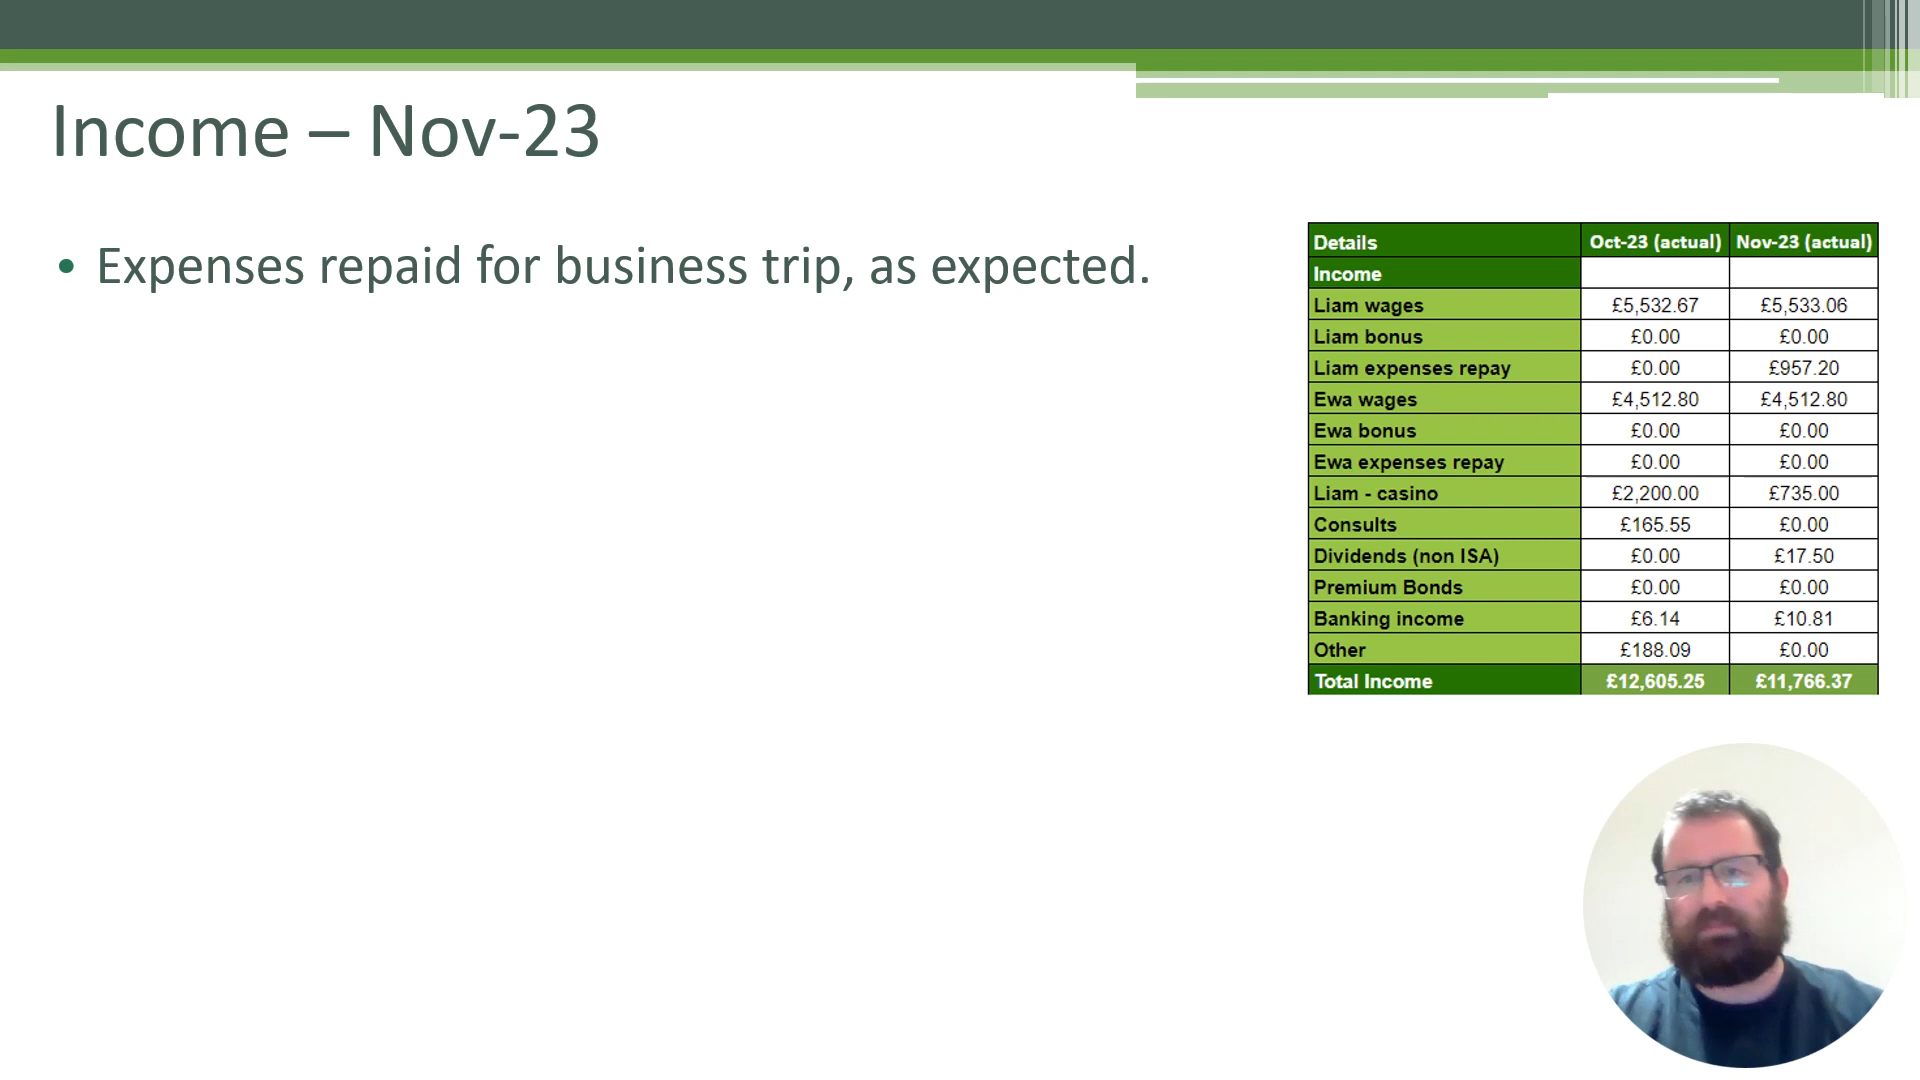 Income – Nov-23
• Expenses repaid for business trip, as expected.
Details Oct-23 (actual) Nov-23 (actual)
Income
Liam wages £5,532.67 £5,533.06
Liam bonus £0.00 £0.00
Liam expenses repay £0.00 £957.20
Ewa wages £4,512.80 £4,512.80
Ewa bonus £0.00 £0.00
Ewa expenses repay £0.00 £0.00
Liam - casino £2,200.00 £735.00
Consults £165.55 £0.00
Dividends (non ISA) £0.00 £17.50
Premium Bonds £0.00 £0.00
Banking income £6.14 £10.81
Other £188.09 £0.00
Total Income £12,605.25 £11,766.37